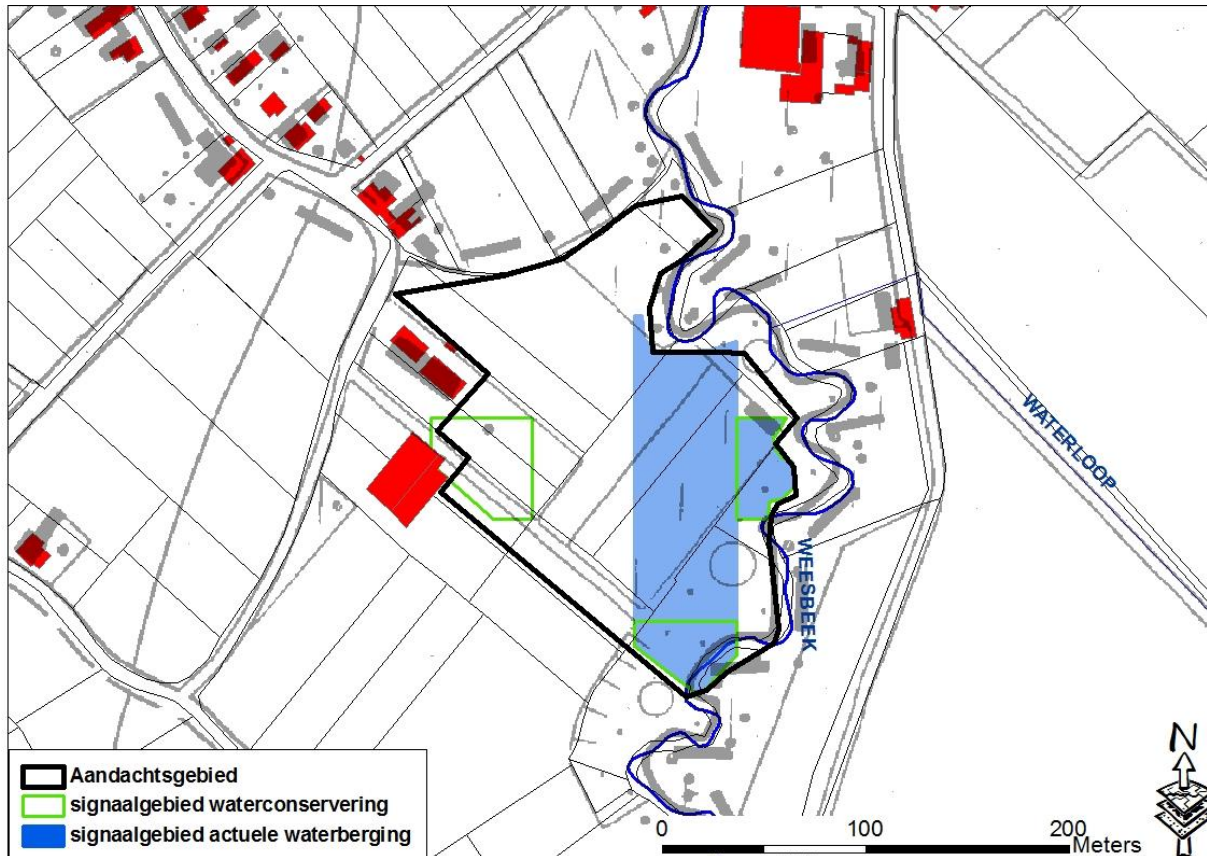 WATERLOOP
WEESBEEK
Aandachtsgebied
signaalgebied waterconservering
signaalgebied actuele waterberging
0 100 200
Meters
N